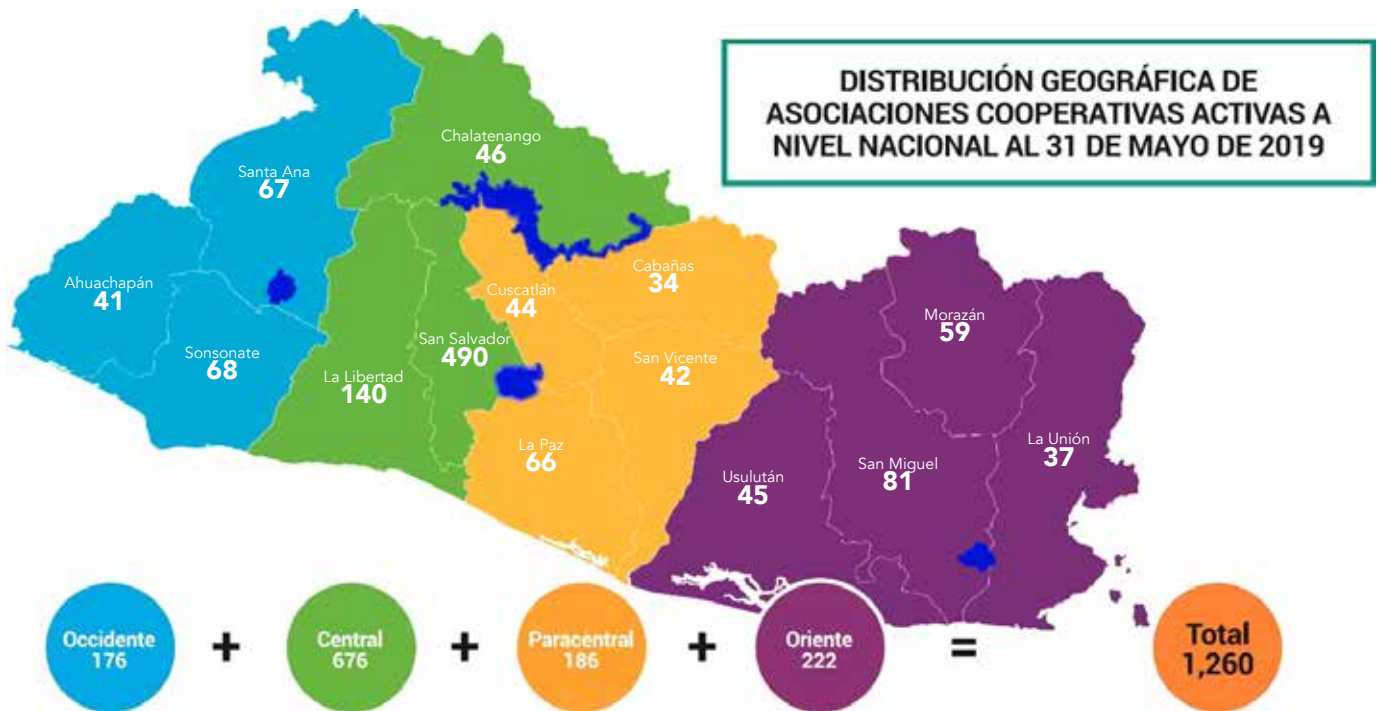 DISTRIBUCIÓN GEOGRÁFICA DE
ASOCIACIONES COOPERATIVAS ACTIVAS A
NIVEL NACIONAL AL 31 DE MAYO DE 2019
Chalatenango
46
Santa Ana
67
Ahuachapán
41
Sonsonate
68
La Libertad
140
San Salvador
490
Cuscatlán
44
Cabañas
34
San Vicente
42
La Paz
66
Morazán
59
La Unión
37
San Miguel
81
Usulután
45
Occidente
176
+
Central
676
+
Paracentral
186
+
Oriente
222
=
Total
1,260